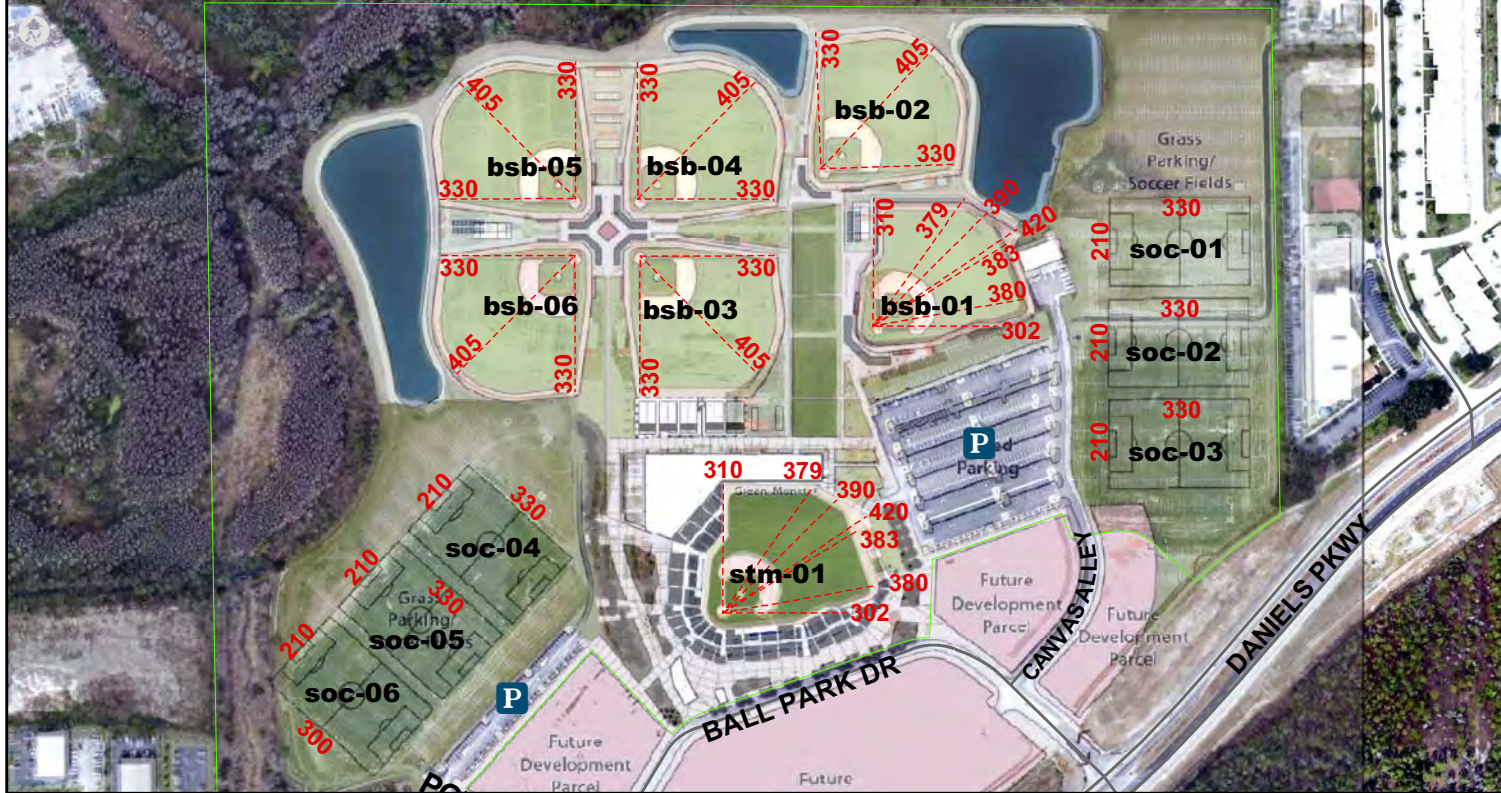 N
330
405
bsb-02
330
405
330
bsb-05
330
330
405
bsb-04
330
Grass
Parking/
Soccer Fields
310
379
390
420
383
380
302
bsb-01
330
210
soc-01
330
210
soc-02
330
210
soc-03
330
bsb-06
405
330
330
bsb-03
405
330
P
Parking
310
379
390
420
383
380
302
Green Monster
stm-01
210
330
soc-04
210
330
Grass
Parking/
soc-05
210
soc-06
300
P
Future
Development
Parcel
CANVAS ALLEY
Future
Development
Parcel
DANIELS PKWY
BALL PARK DR
Future
Development
Parcel
Future